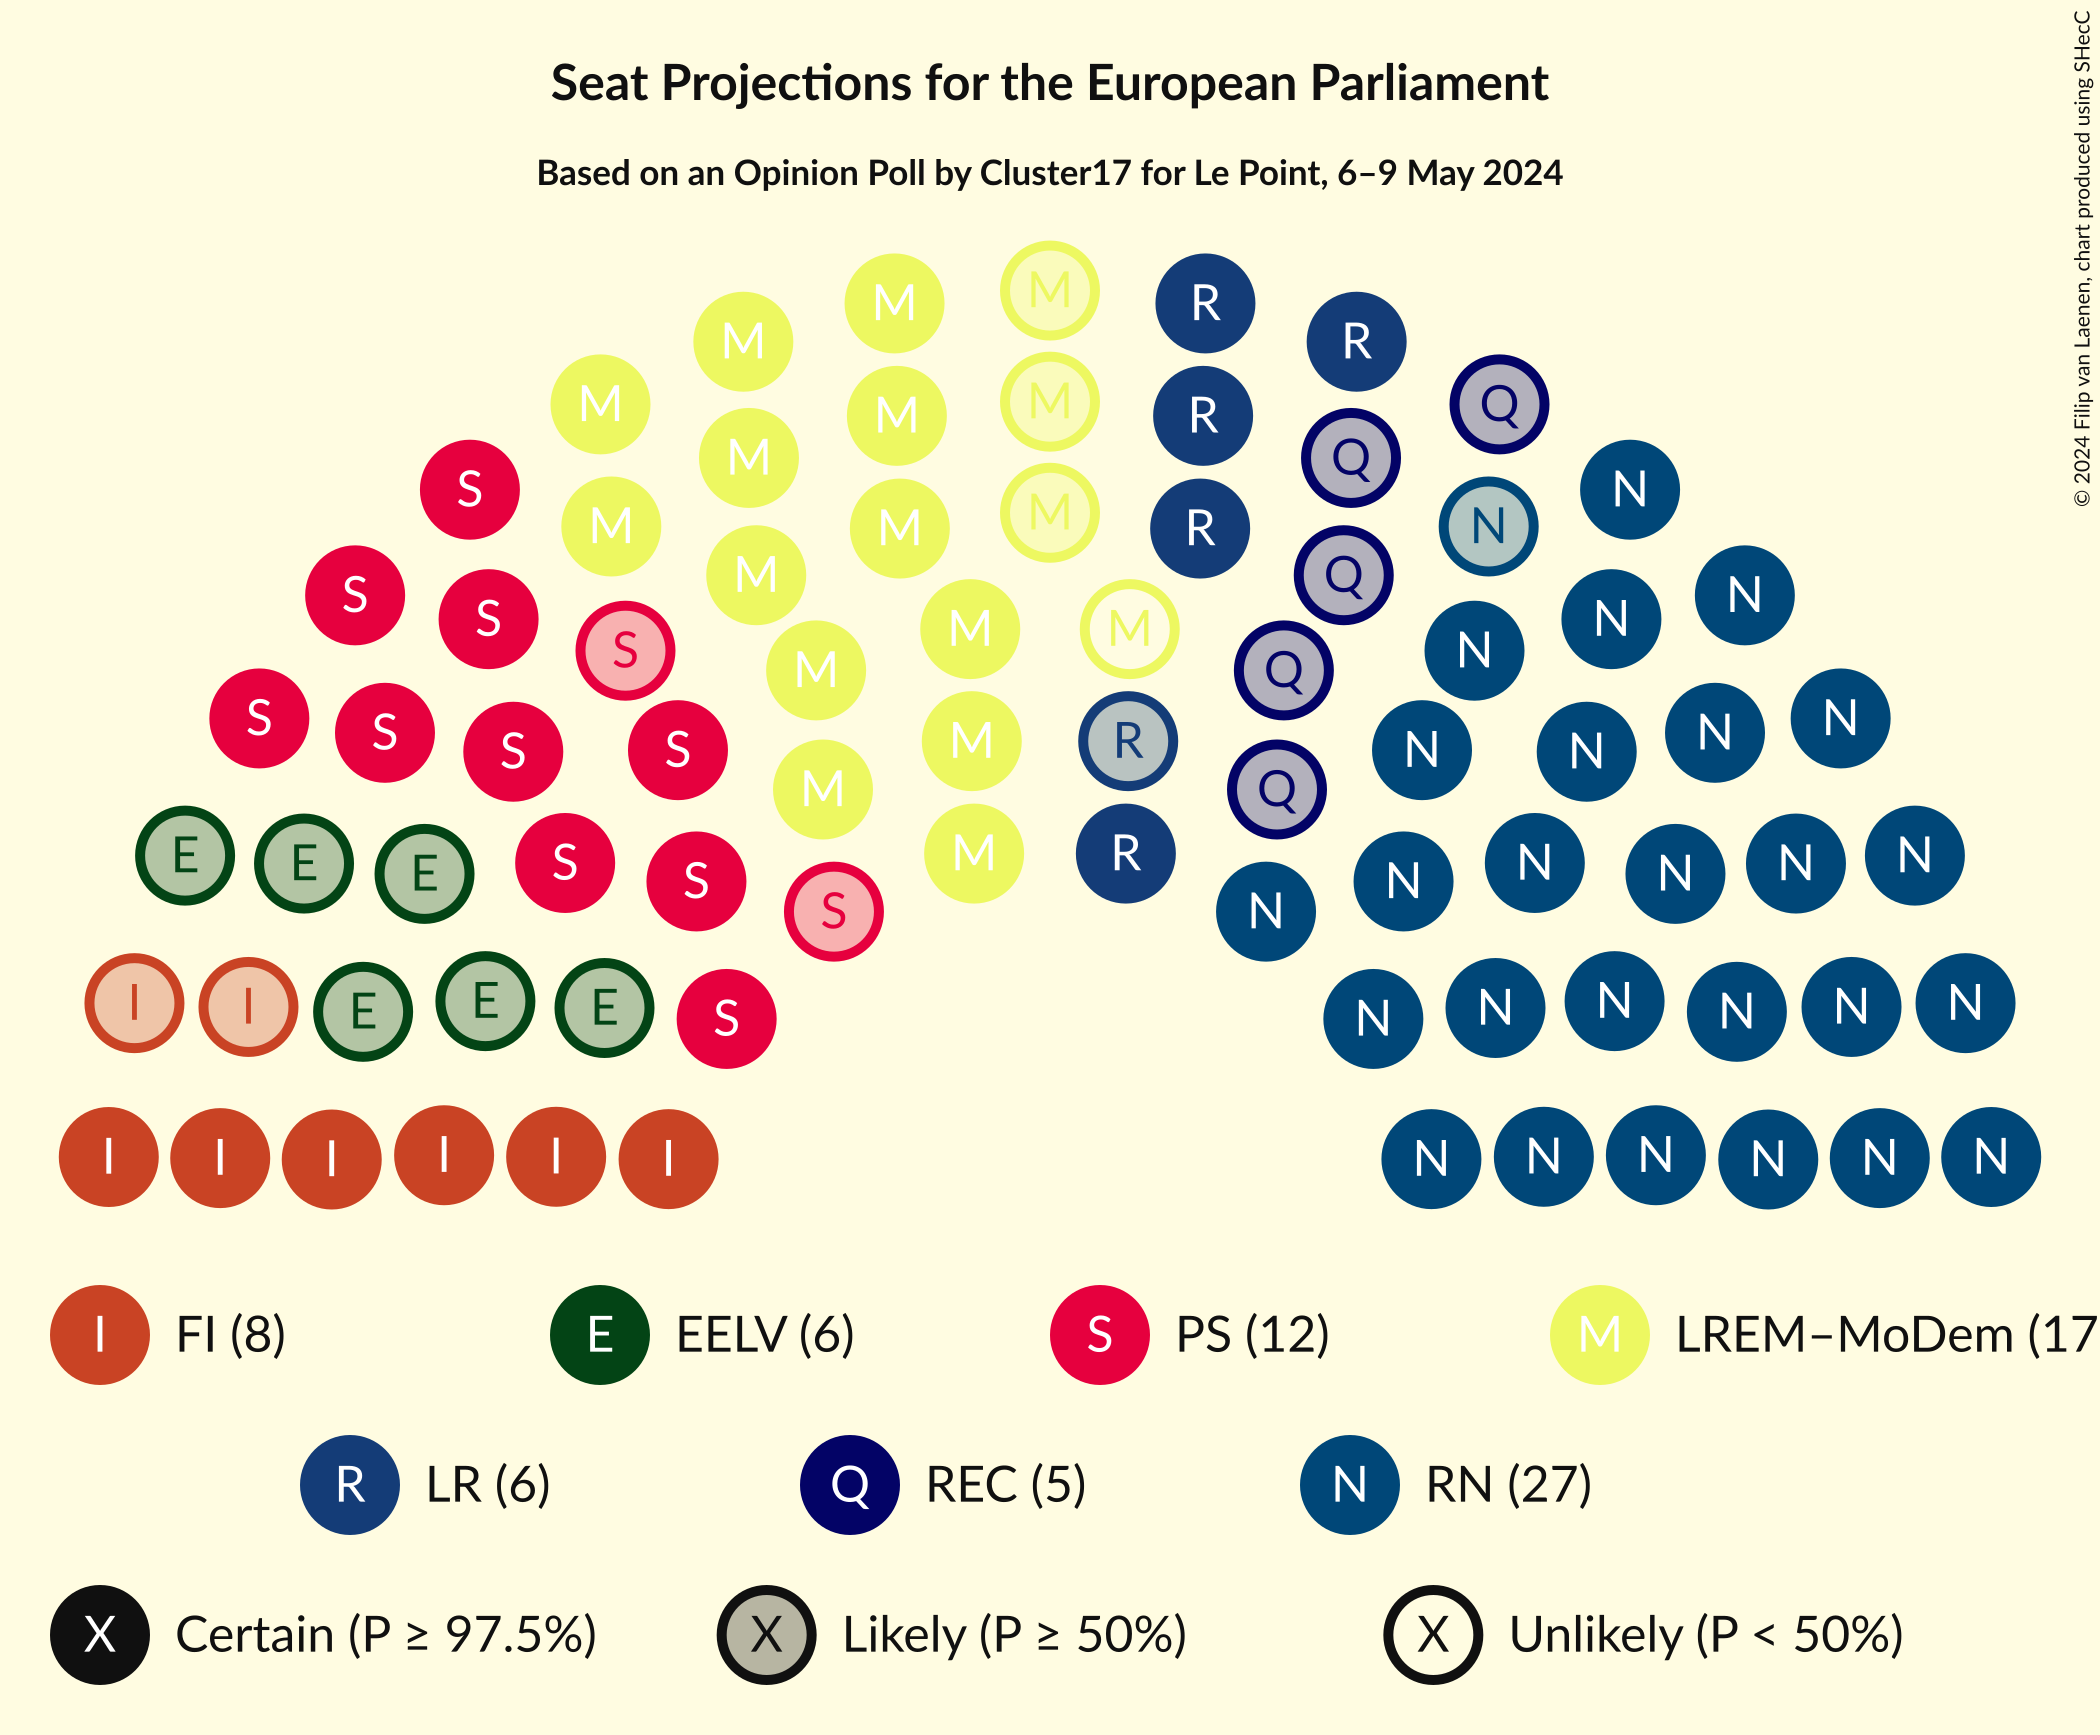 Seat Projections for the European Parliament
Based on an Opinion Poll by Cluster17 for Le Point, 6–9 May 2024
© 2024 Filip van Laenen, chart produced using SHecC
M M M R R
M M M R Q Q
S M M M M R Q N N
S S S M M M Q N N N
S S S S M M R Q N N N N
E E E S S S M R N N N N N N
I I E E E S N N N N N N
I I I I I I N N N N N N
I FI (8) E EELV (6) S PS (12) M LREM–MoDem (17
R LR (6) Q REC (5) N RN (27)
X Certain (P ≥ 97.5%) X Likely (P ≥ 50%) X Unlikely (P < 50%)